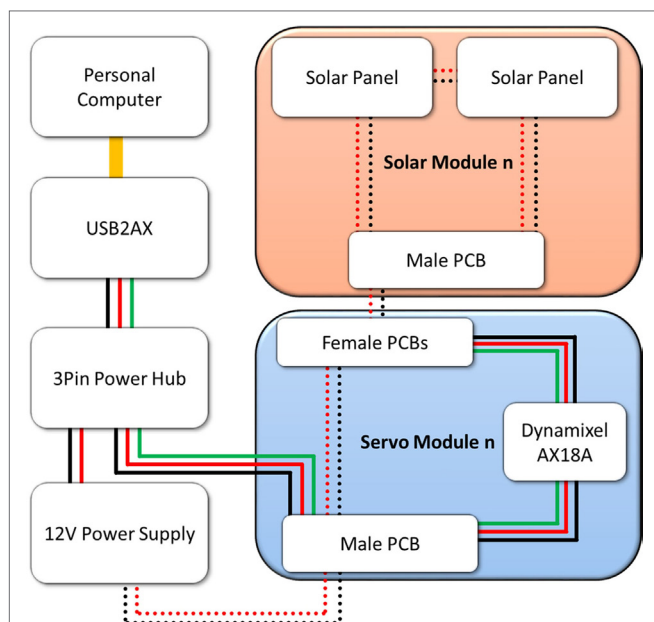 Personal
Computer
USB2AX
3Pin Power Hub
12V Power Supply
Solar Panel
Solar Panel
Solar Module n
Male PCB
Female PCBs
Servo Module n
Dynamixel
AX18A
Male PCB